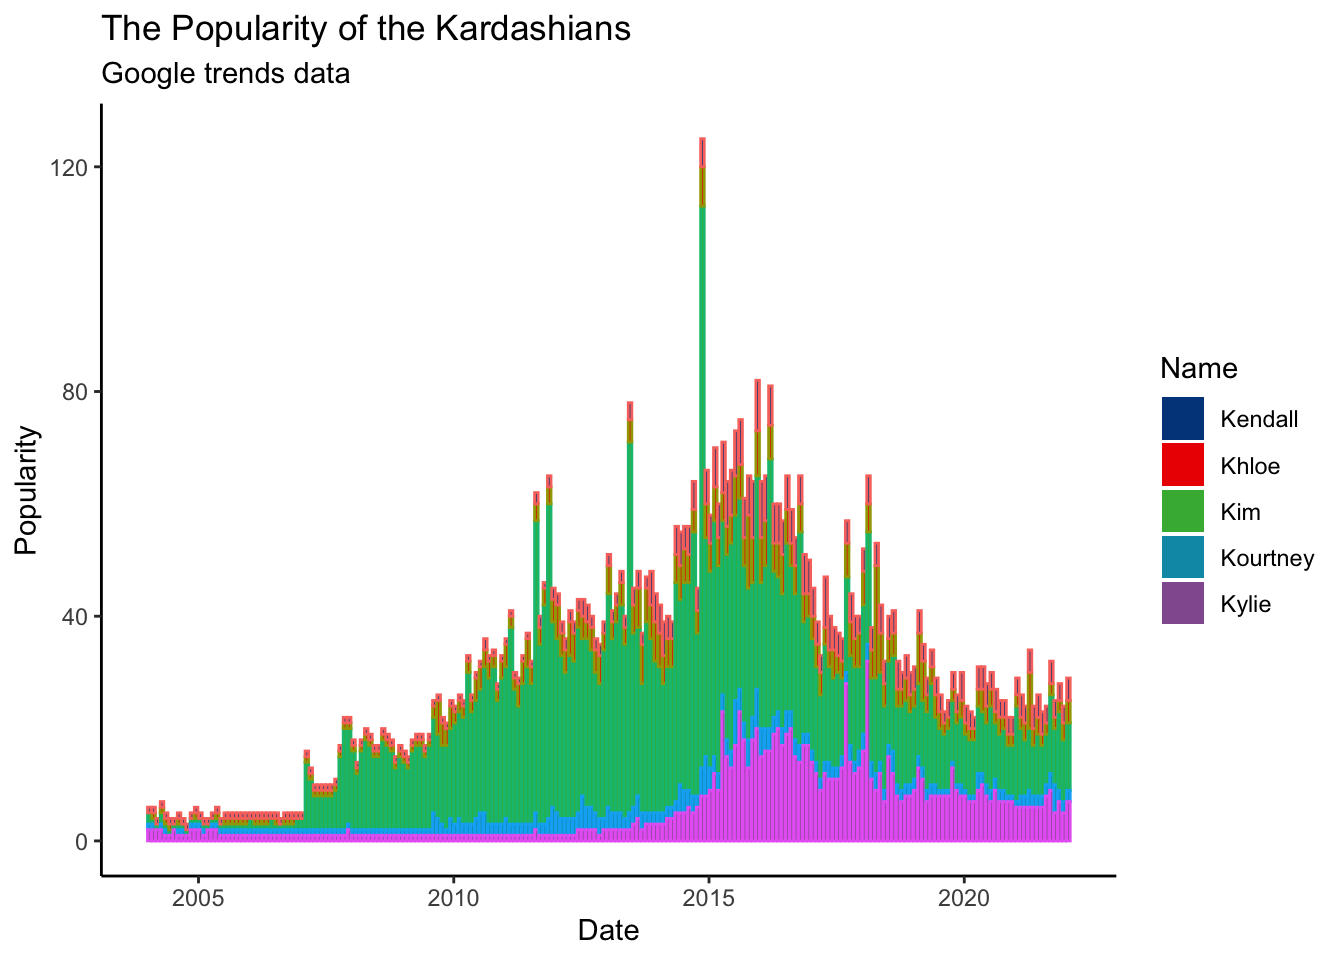 The Popularity of the Kardashians
Google trends data
120
80
40
0
Popularity
2005
2010
2015
2020
Date
Name
Kendall
Khloe
Kim
Kourtney
Kylie